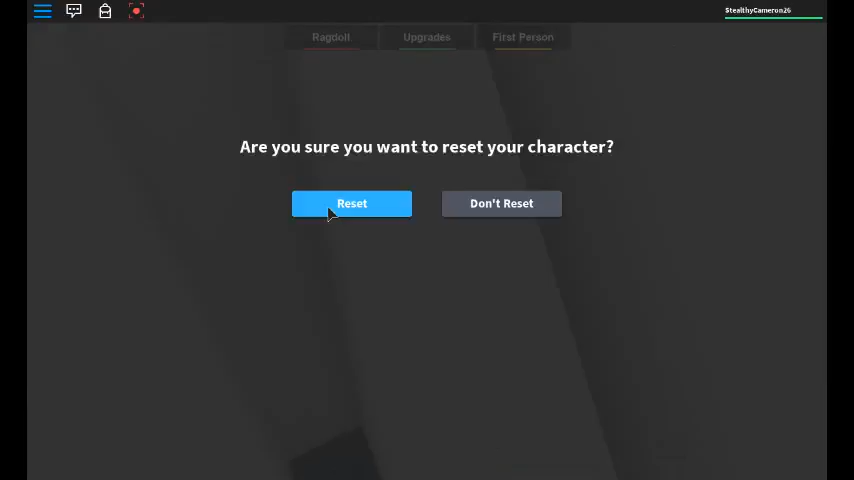 StealthyCameron26
Ragdoll Upgrades First Person
Are you sure you want to reset your character?
Reset Don't Reset